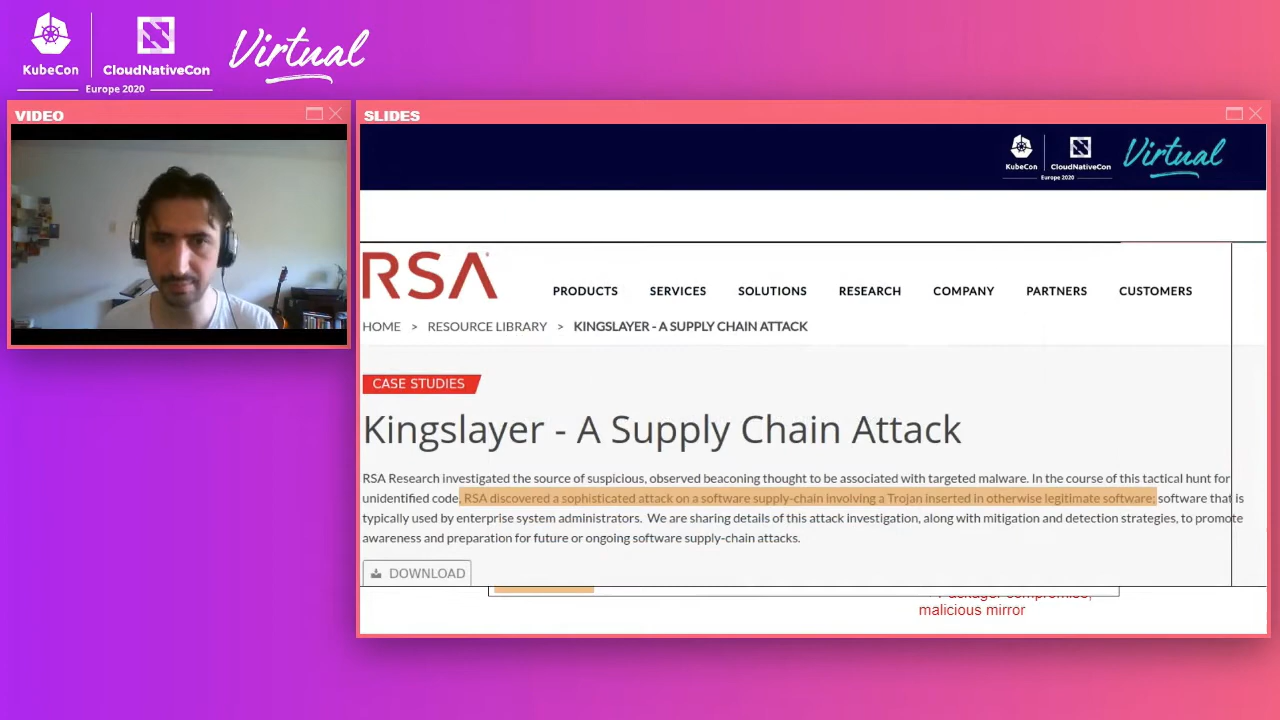 KubeCon
CloudNativeCon
Virtual
Europe 2020
VIDEO
SLIDES
KubeCon
CloudNativeCon
Virtual
Europe 2020
RSA
PRODUCTS SERVICES SOLUTIONS RESEARCH COMPANY PARTNERS CUSTOMERS
HOME > RESOURCE LIBRARY > KINGSLAYER - A SUPPLY CHAIN ATTACK
CASE STUDIES
Kingslayer - A Supply Chain Attack
RSA Research investigated the source of suspicious, observed beaconing thought to be associated with targeted malware. In the course of this tactical hunt for
unidentified code, RSA discovered a sophisticated attack on a software supply-chain involving a Trojan inserted in otherwise legitimate software; software that is
typically used by enterprise system administrators. We are sharing details of this attack investigation, along with mitigation and detection strategies, to promote
awareness and preparation for future or ongoing software supply-chain attacks.
DOWNLOAD
compromise,
malicious mirror